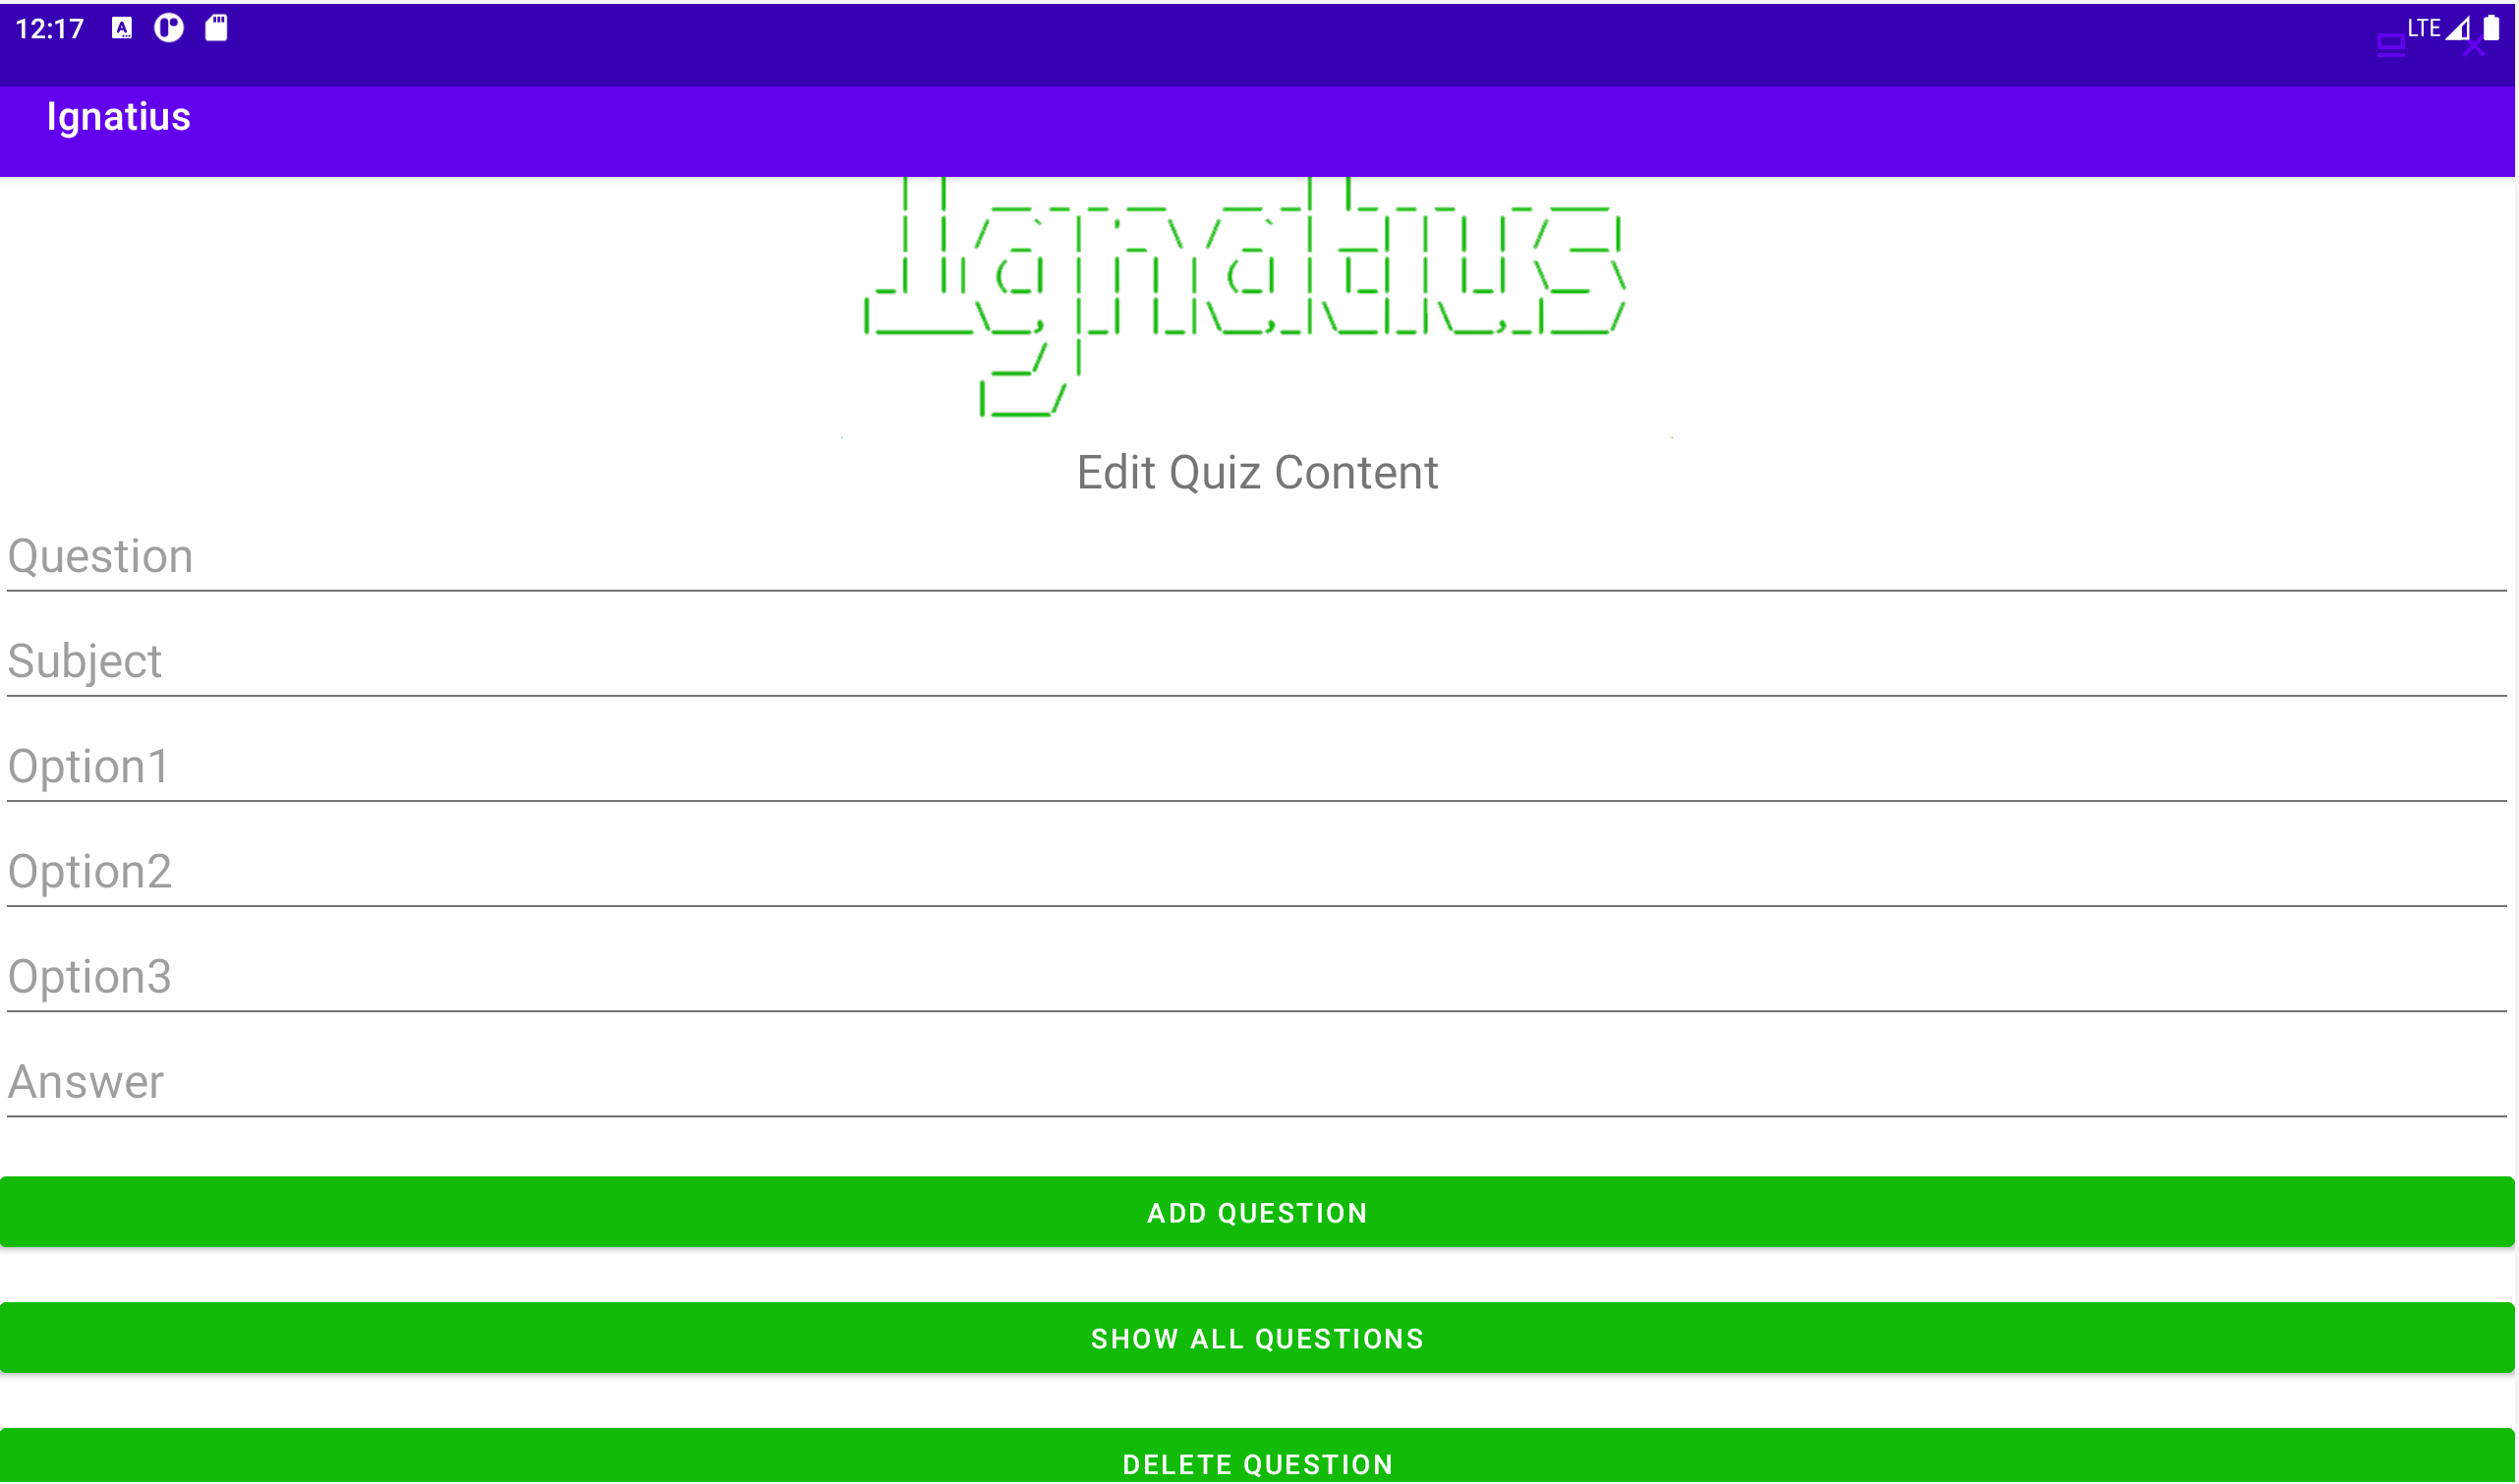 12:17 LTE
Ignatius
Ignatius
Edit Quiz Content
Question
Subject
Option1
Option2
Option3
Answer
ADD QUESTION
SHOW ALL QUESTIONS
DELETE QUESTION